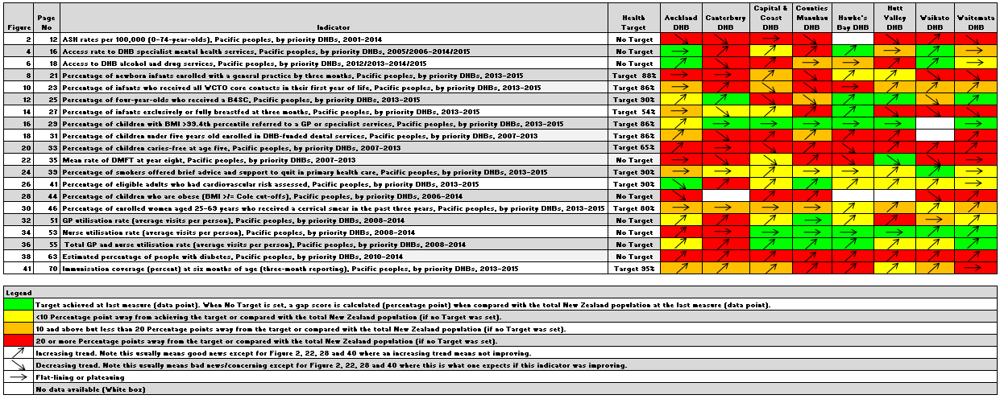 Figure Page No Indicator Health Target Auckland DHB Canterbury DHB Capital & Coast DHB Counties Manukau DHB Hawke's Bay DHB Hutt Valley DHB Waikato DHB Waitemata DHB
2 12 ASH rates per 100,000 (0-74-year-olds), Pacific peoples, by priority DHBs, 2001-2014 No Target
4 16 Access rate to DHB specialist mental health services, Pacific peoples, by priority DHBs, 2005/2006-2014/2015 No Target
6 18 Access to DHB alcohol and drug services, Pacific peoples, by priority DHBs, 2012/2013-2014/2015 No Target
8 21 Percentage of newborn infants enrolled with a general practice by three months, Pacific peoples, by priority DHBs, 2013-2015 Target 88%
10 23 Percentage of infants who received all WCTO core contacts in their first year of life, Pacific peoples, by priority DHBs, 2013-2015 Target 86%
12 25 Percentage of four-year-olds who received a B4SC, Pacific peoples, by priority DHBs, 2013-2015 Target 90%
14 27 Percentage of infants exclusively or fully breastfed at three months, Pacific peoples, by priority DHBs, 2013-2015 Target 54%
16 29 Percentage of children with BMI >99.4th percentile referred to a GP or specialist services, Pacific peoples, by priority DHBs, 2013-2015 Target 86%
18 31 Percentage of children under five years old enrolled in DHB-funded dental services, Pacific peoples, by priority DHBs, 2007-2013 Target 86%
20 33 Percentage of children caries-free at age five, Pacific peoples, by priority DHBs, 2007-2013 Target 65%
22 35 Mean rate of DMFT at year eight, Pacific peoples, by priority DHBs, 2007-2013 No Target
24 39 Percentage of smokers offered brief advice and support to quit in primary health care, Pacific peoples, by priority DHBs, 2013-2015 Target 90%
26 41 Percentage of eligible adults who had cardiovascular risk assessed, Pacific peoples, by priority DHBs, 2013-2015 Target 90%
28 44 Percentage of children who are obese (BMI >/= Cole cut-offs), Pacific peoples, by priority DHBs, 2006-2014 No Target
30 46 Percentage of enrolled women aged 25-69 years who received a cervical smear in the past three years, Pacific peoples, by priority DHBs, 2013-2015 Target 80%
32 51 GP utilisation rate (average visits per person), Pacific peoples, by priority DHBs, 2008-2014 No Target
34 53 Nurse utilisation rate (average visits per person), Pacific peoples, by priority DHBs, 2008-2014 No Target
36 55 Total GP and nurse utilisation rate (average visits per person), Pacific peoples, by priority DHBs, 2008-2014 No Target
38 63 Estimated percentage of people with diabetes, Pacific peoples, by priority DHBs, 2010-2014 No Target
41 70 Immunisation coverage (percent) at six months of age (three-month reporting), Pacific peoples, by priority DHBs, 2013-2015 Target 95%
Legend
Target achieved at last measure (data point). When No Target is set, a gap score is calculated (percentage point) when compared with the total New Zealand population at the last measure (data point).
<10 Percentage point away from achieving the target or compared with the total New Zealand population (if no Target was set).
10 and above but less than 20 Percentage points away from the target or compared with the total New Zealand population (if no Target was set).
20 or more Percentage points away from the target or compared with the total New Zealand population (if no Target was set).
Increasing trend. Note this usually means good news except for Figure 2, 22, 28 and 40 where an increasing trend means not improving.
Decreasing trend. Note this usually means bad news/concerning except for Figure 2, 22, 28 and 40 where this is what one expects if this indicator was improving.
Flat-lining or plateauing
No data available (White box)